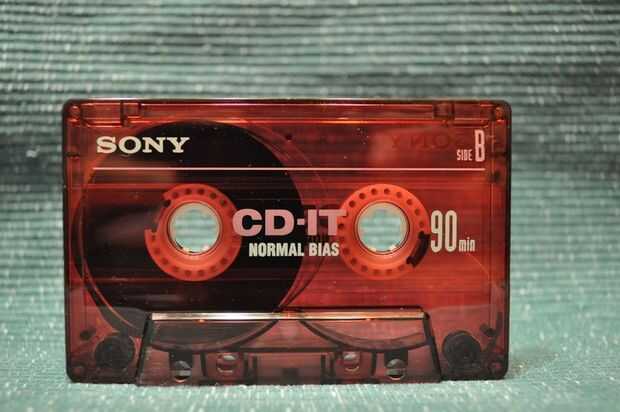 SONY
SIDE B
CD-IT
90 min
NORMAL BIAS